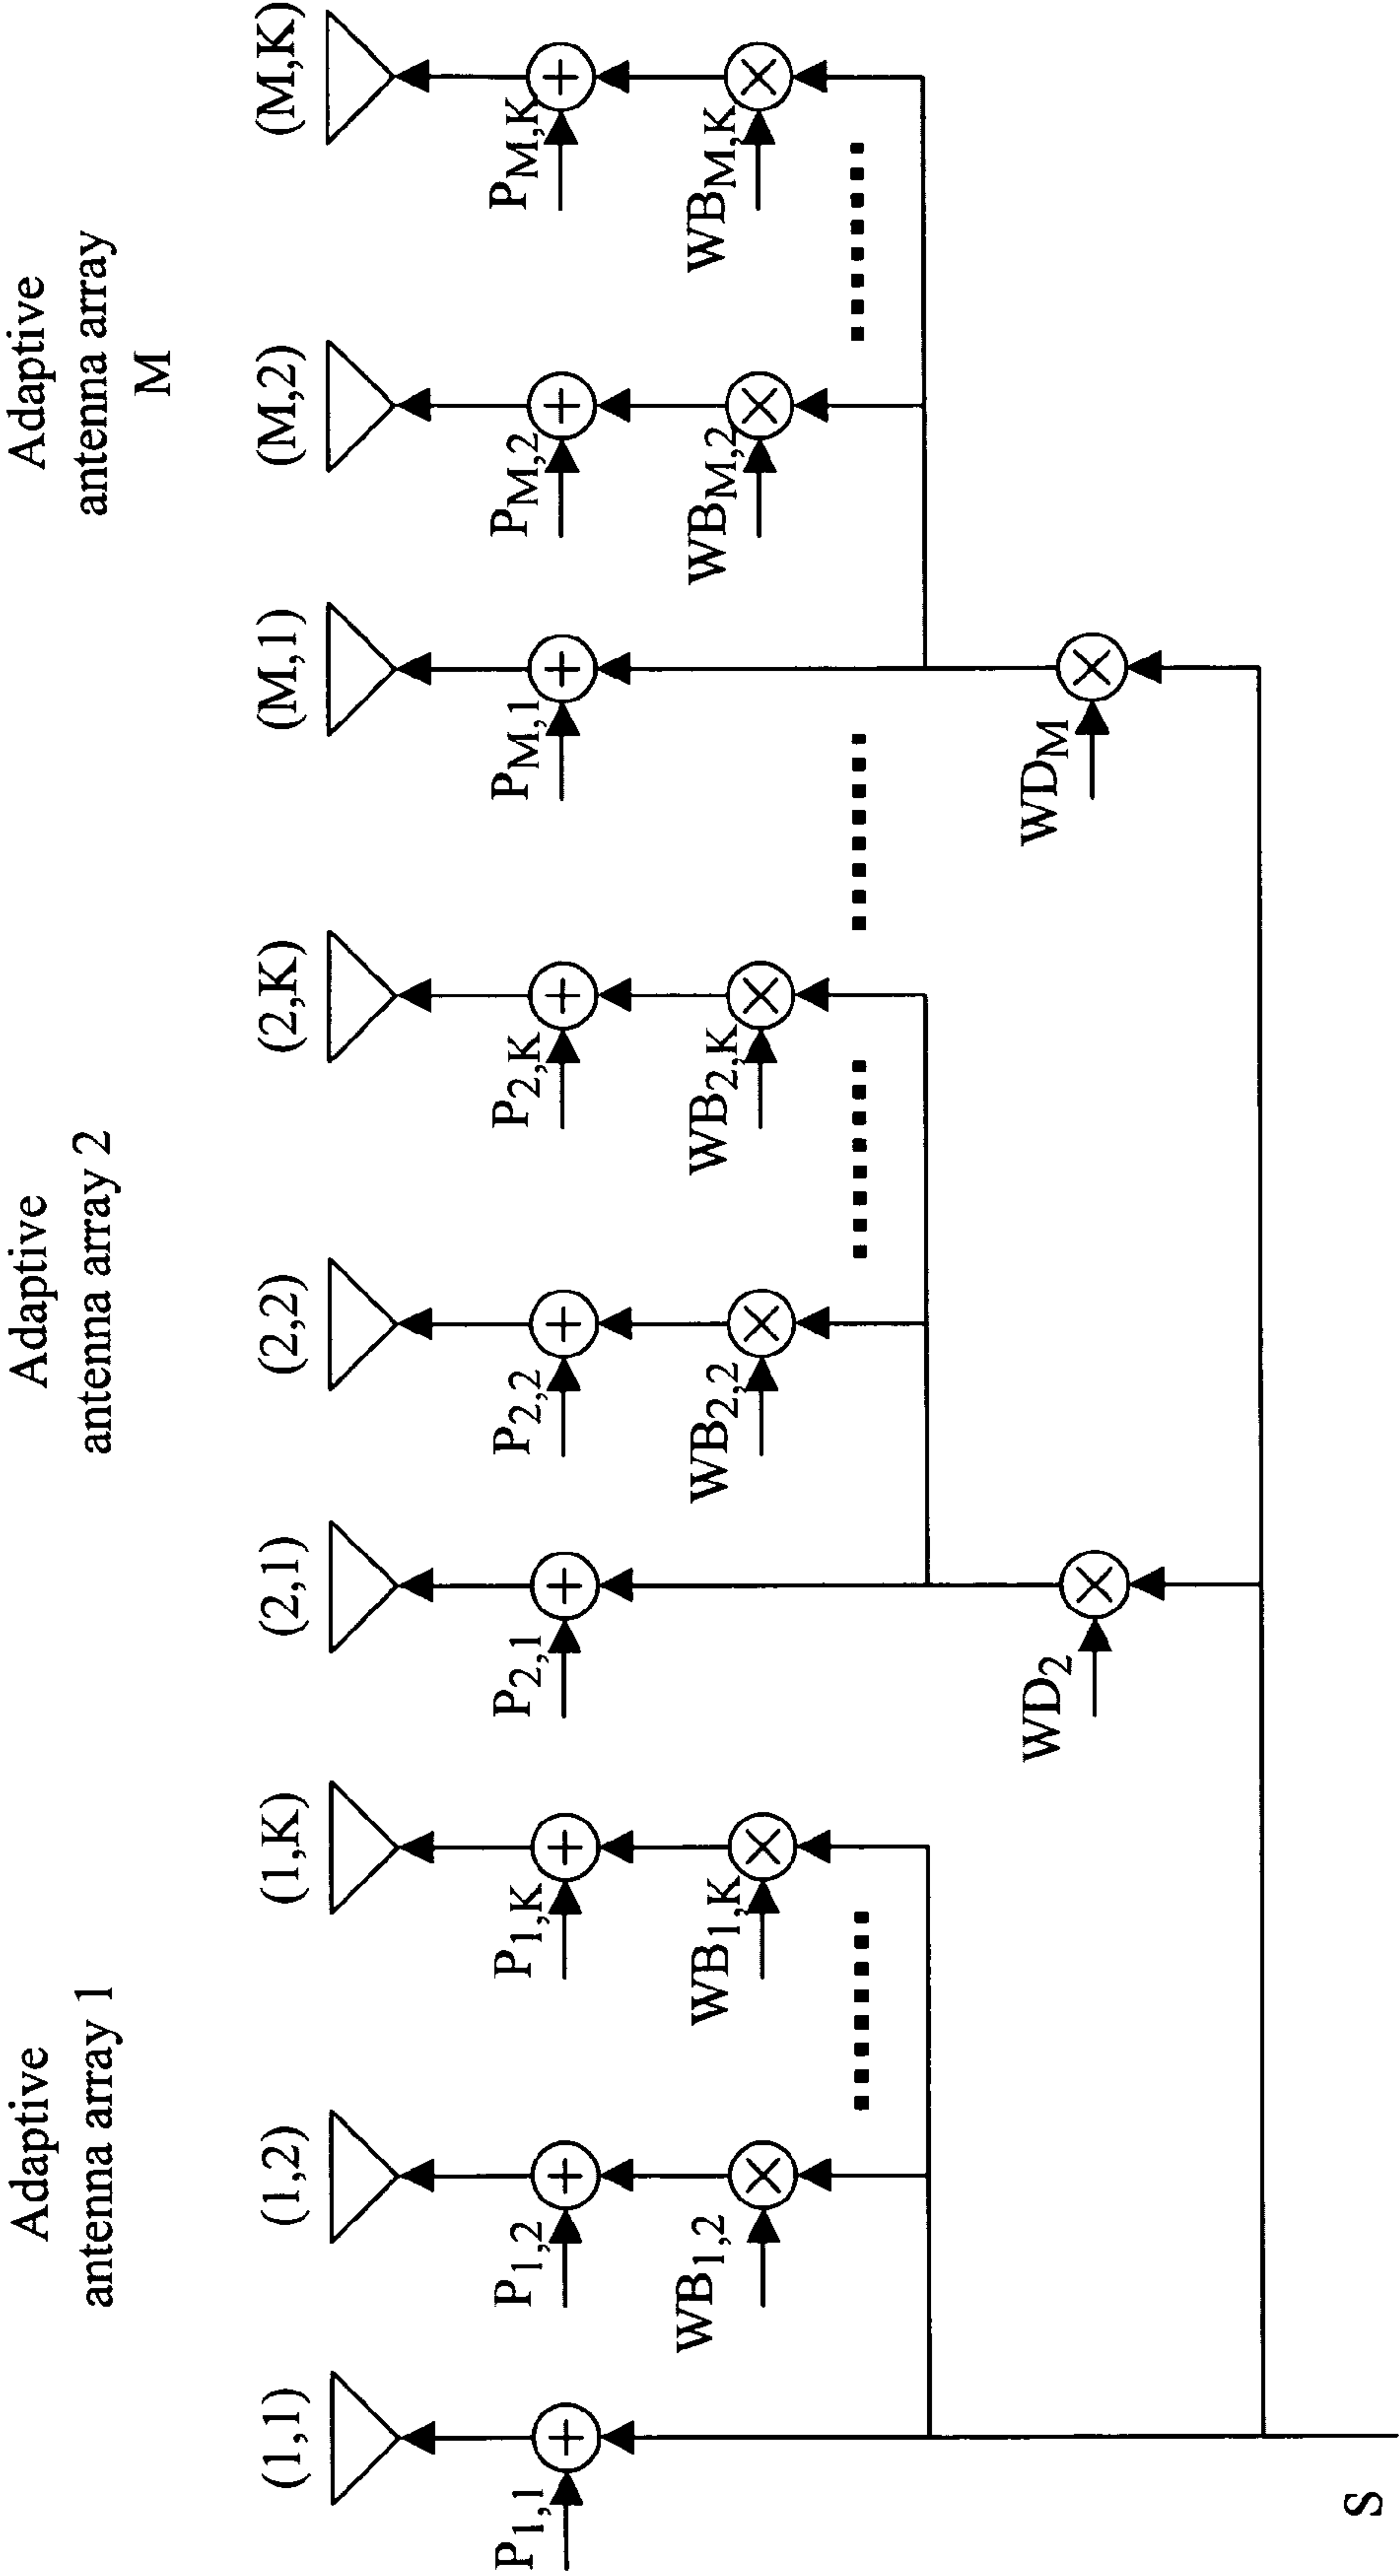 Adaptive
antenna array 1
Adaptive
antenna array 2
Adaptive
antenna array
M
(1,1)
(1,2)
(1,K)
(2,1)
(2,2)
(2,K)
(M,1)
(M,2)
(M,K)
P1,1
P1,2
P1,K
P2,1
P2,2
P2,K
PM,1
PM,2
PM,K
WB1,2
WB1,K
WB2,2
WB2,K
WBM,2
WBM,K
WD2
WDM
S